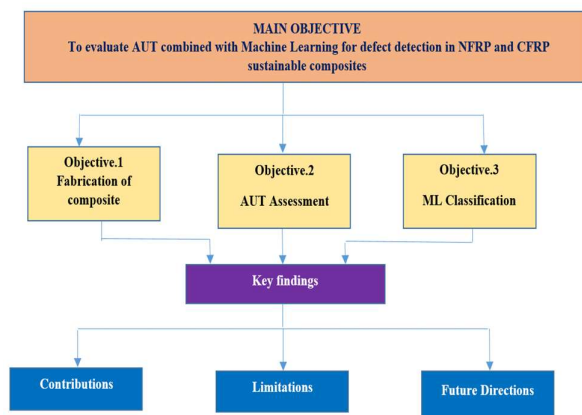 MAIN OBJECTIVE
To evaluate AUT combined with Machine Learning for defect detection in NFRP and CFRP
sustainable composites
Objective.1
Fabrication of
composite
Objective.2
AUT Assessment
Objective.3
ML Classification
Key findings
Contributions
Limitations
Future Directions